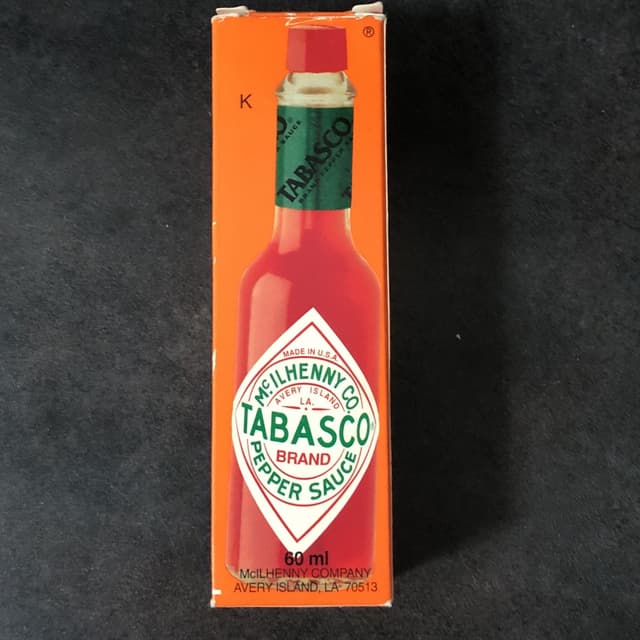 ®
K
TABASCO
MADE IN U.S.A.
McILHENNY CO.
AVERY ISLAND
LA.
TABASCO
BRAND
PEPPER SAUCE
60 ml
McILHENNY COMPANY
AVERY ISLAND, LA 70513